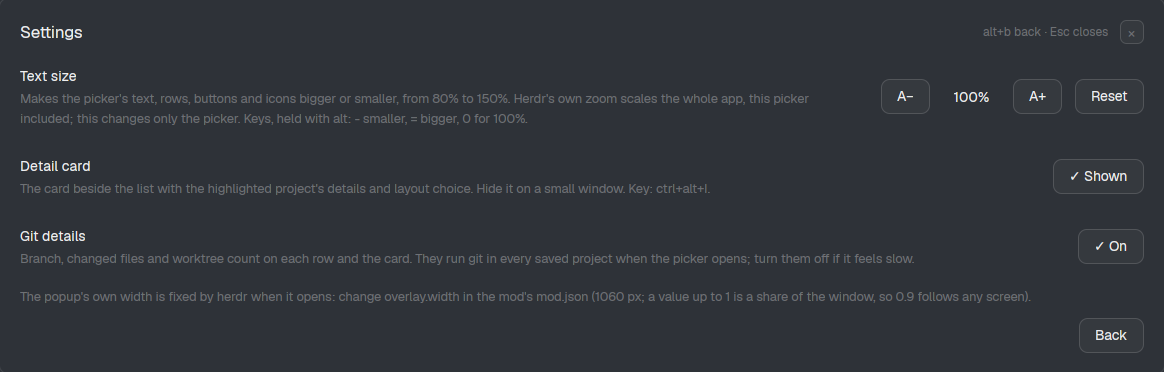 Settings
alt+b back · Esc closes ×
Text size
Makes the picker's text, rows, buttons and icons bigger or smaller, from 80% to 150%. Herdr's own zoom scales the whole app, this picker
included; this changes only the picker. Keys, held with alt: - smaller, = bigger, 0 for 100%.
A− 100% A+ Reset
Detail card
The card beside the list with the highlighted project's details and layout choice. Hide it on a small window. Key: ctrl+alt+l.
✓ Shown
Git details
Branch, changed files and worktree count on each row and the card. They run git in every saved project when the picker opens; turn them off if it feels slow.
✓ On
The popup's own width is fixed by herdr when it opens: change overlay.width in the mod's mod.json (1060 px; a value up to 1 is a share of the window, so 0.9 follows any screen).
Back